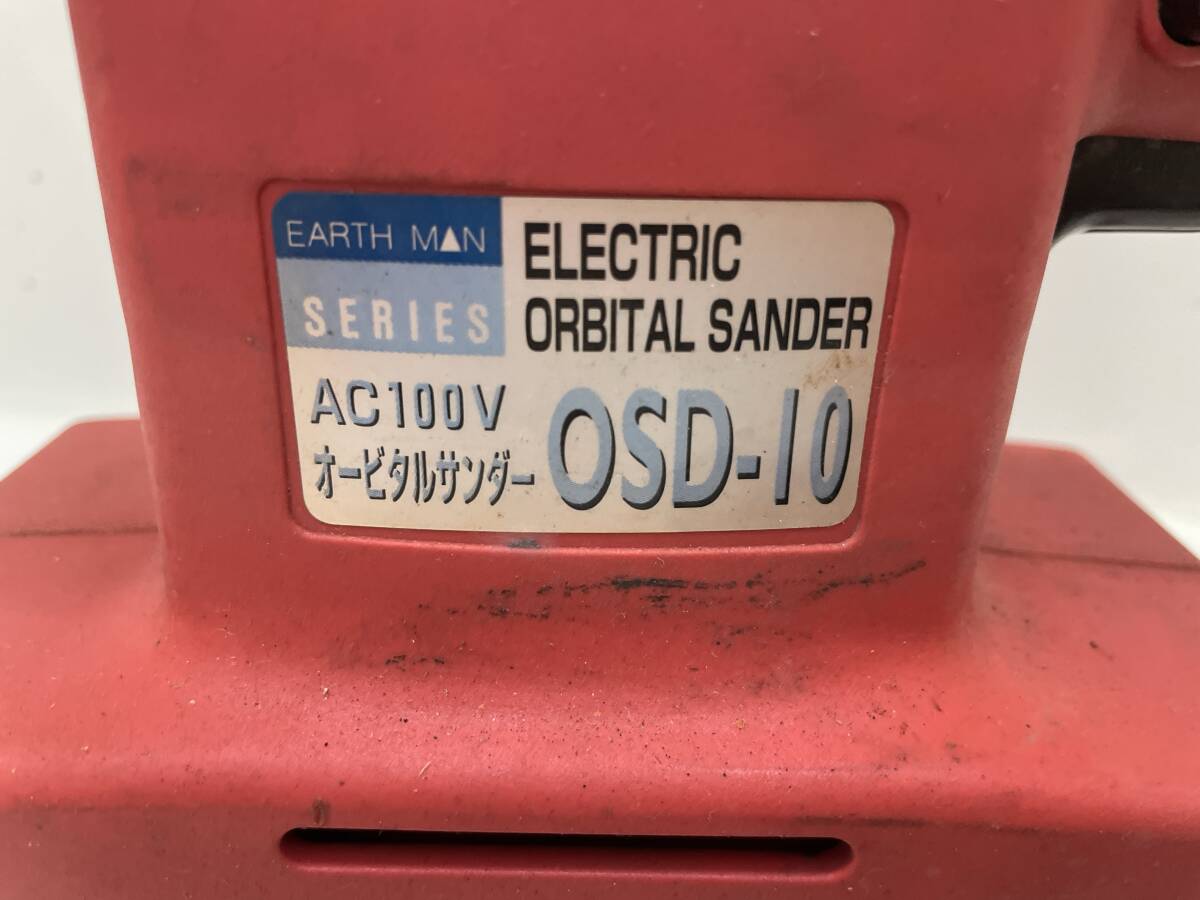 EARTH MAN
SERIES
ELECTRIC
ORBITAL SANDER
AC100V
オービタルサンダー
OSD-10